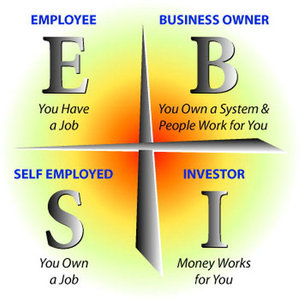 EMPLOYEE
E
You Have
a Job
BUSINESS OWNER
B
You Own a System &
People Work for You
SELF EMPLOYED
S
You Own
a Job
INVESTOR
I
Money Works
for You